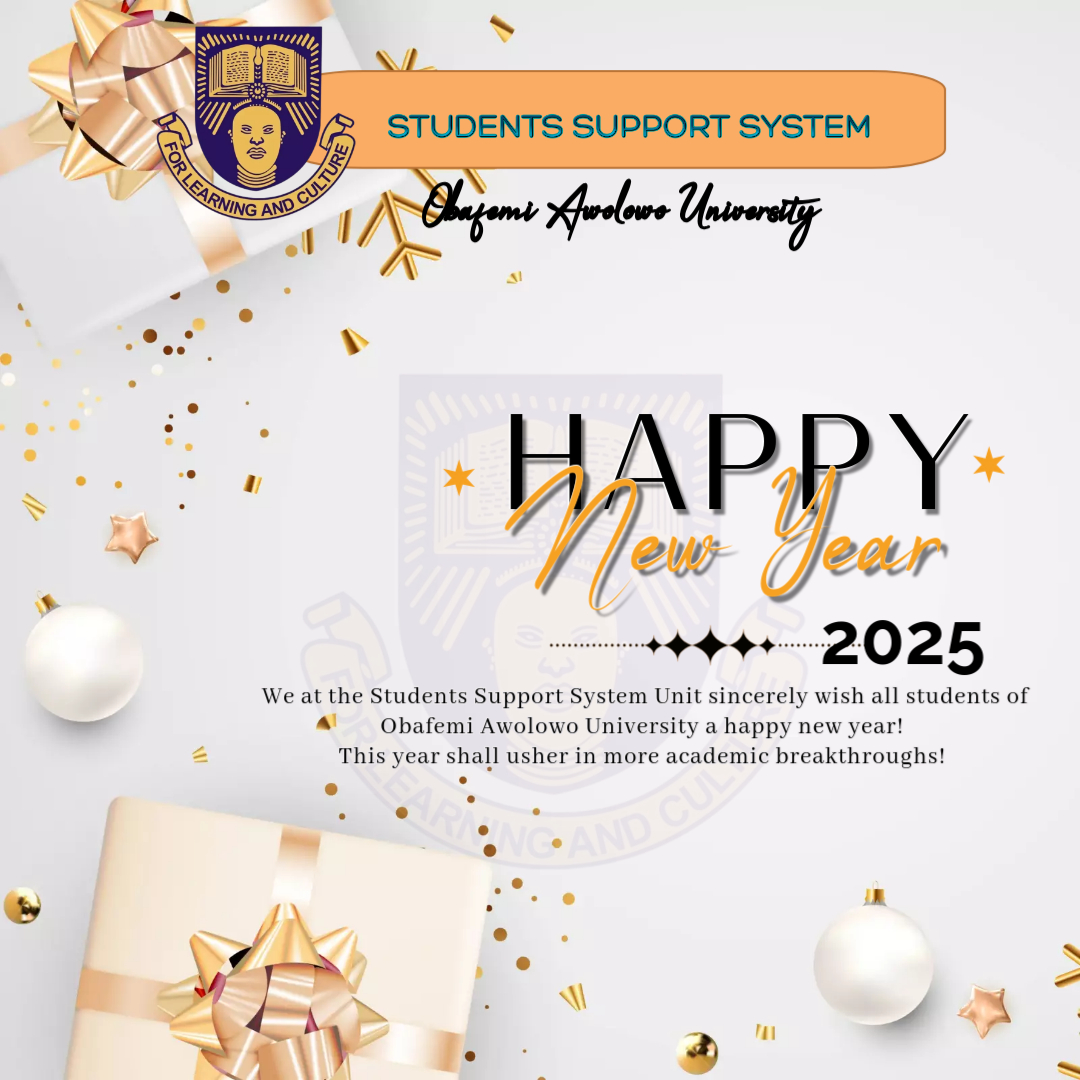 STUDENTS SUPPORT SYSTEM
FOR LEARNING AND CULTURE
Obafemi Awolowo University
HAPPY
New Year
2025
We at the Students Support System Unit sincerely wish all students of
Obafemi Awolowo University a happy new year!
This year shall usher in more academic breakthroughs!
FOR LEARNING AND CULTURE